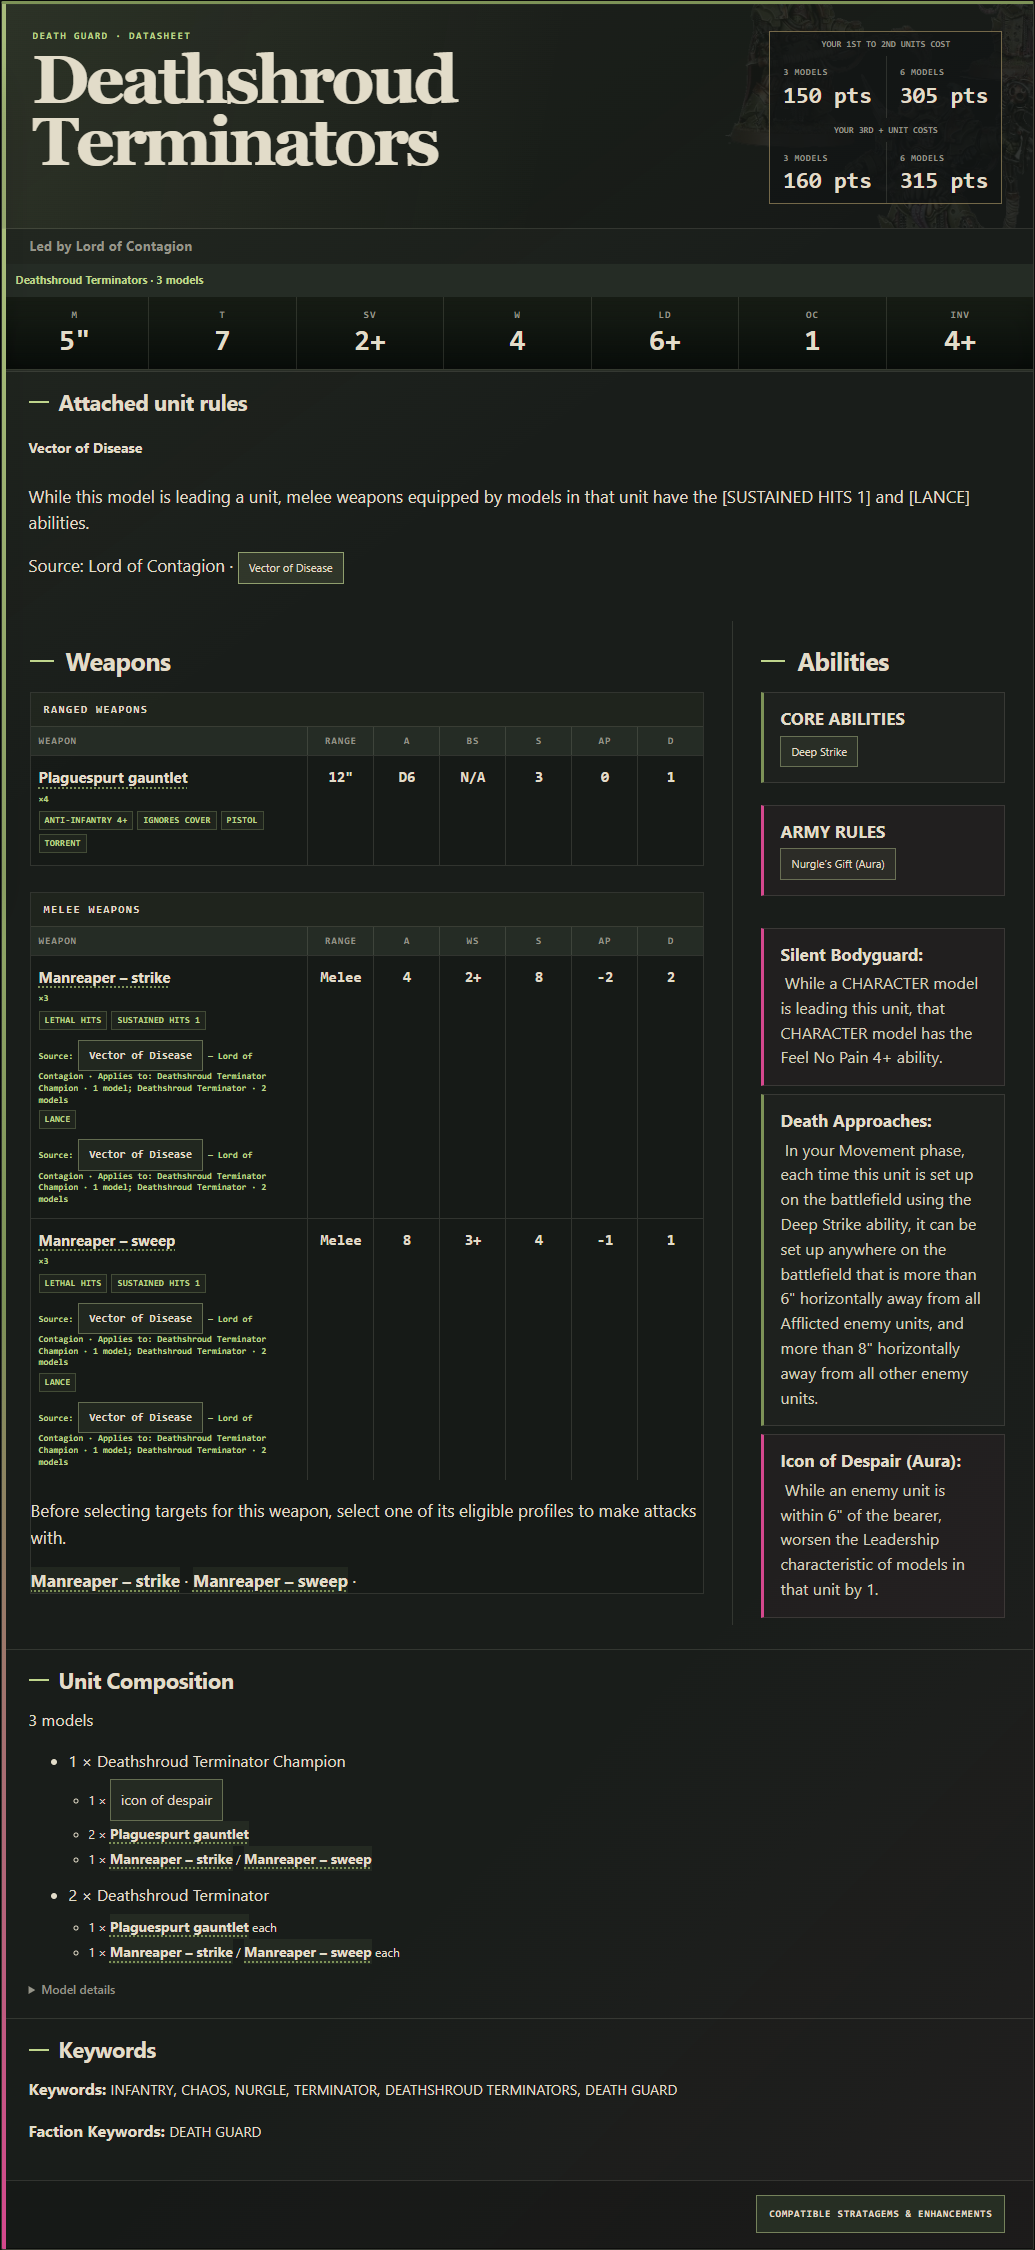 DEATH GUARD · DATASHEET
Deathshroud
Terminators
YOUR 1ST TO 2ND UNITS COST
3 MODELS
150 pts
6 MODELS
305 pts
YOUR 3RD + UNIT COSTS
3 MODELS
160 pts
6 MODELS
315 pts
Led by Lord of Contagion
Deathshroud Terminators · 3 models
M T SV W LD OC INV
5" 7 2+ 4 6+ 1 4+
Attached unit rules
Vector of Disease
While this model is leading a unit, melee weapons equipped by models in that unit have the [SUSTAINED HITS 1] and [LANCE]
abilities.
Source: Lord of Contagion · Vector of Disease
Weapons
RANGED WEAPONS
WEAPON RANGE A BS S AP D
Plaguespurt gauntlet 12" D6 N/A 3 0 1
×4
ANTI-INFANTRY 4+ IGNORES COVER PISTOL
TORRENT
MELEE WEAPONS
WEAPON RANGE A WS S AP D
Manreaper – strike Melee 4 2+ 8 -2 2
×3
LETHAL HITS SUSTAINED HITS 1
Source: Vector of Disease — Lord of
Contagion · Applies to: Deathshroud Terminator
Champion · 1 model; Deathshroud Terminator · 2
models
LANCE
Source: Vector of Disease — Lord of
Contagion · Applies to: Deathshroud Terminator
Champion · 1 model; Deathshroud Terminator · 2
models
Manreaper – sweep Melee 8 3+ 4 -1 1
×3
LETHAL HITS SUSTAINED HITS 1
Source: Vector of Disease — Lord of
Contagion · Applies to: Deathshroud Terminator
Champion · 1 model; Deathshroud Terminator · 2
models
LANCE
Source: Vector of Disease — Lord of
Contagion · Applies to: Deathshroud Terminator
Champion · 1 model; Deathshroud Terminator · 2
models
Before selecting targets for this weapon, select one of its eligible profiles to make attacks
with.
Manreaper – strike · Manreaper – sweep ·
Abilities
CORE ABILITIES
Deep Strike
ARMY RULES
Nurgle's Gift (Aura)
Silent Bodyguard:
While a CHARACTER model
is leading this unit, that
CHARACTER model has the
Feel No Pain 4+ ability.
Death Approaches:
In your Movement phase,
each time this unit is set up
on the battlefield using the
Deep Strike ability, it can be
set up anywhere on the
battlefield that is more than
6" horizontally away from all
Afflicted enemy units, and
more than 8" horizontally
away from all other enemy
units.
Icon of Despair (Aura):
While an enemy unit is
within 6" of the bearer,
worsen the Leadership
characteristic of models in
that unit by 1.
Unit Composition
3 models
• 1 × Deathshroud Terminator Champion
◦ 1 × icon of despair
◦ 2 × Plaguespurt gauntlet
◦ 1 × Manreaper – strike / Manreaper – sweep
• 2 × Deathshroud Terminator
◦ 1 × Plaguespurt gauntlet each
◦ 1 × Manreaper – strike / Manreaper – sweep each
▶ Model details
Keywords
Keywords: INFANTRY, CHAOS, NURGLE, TERMINATOR, DEATHSHROUD TERMINATORS, DEATH GUARD
Faction Keywords: DEATH GUARD
COMPATIBLE STRATAGEMS & ENHANCEMENTS